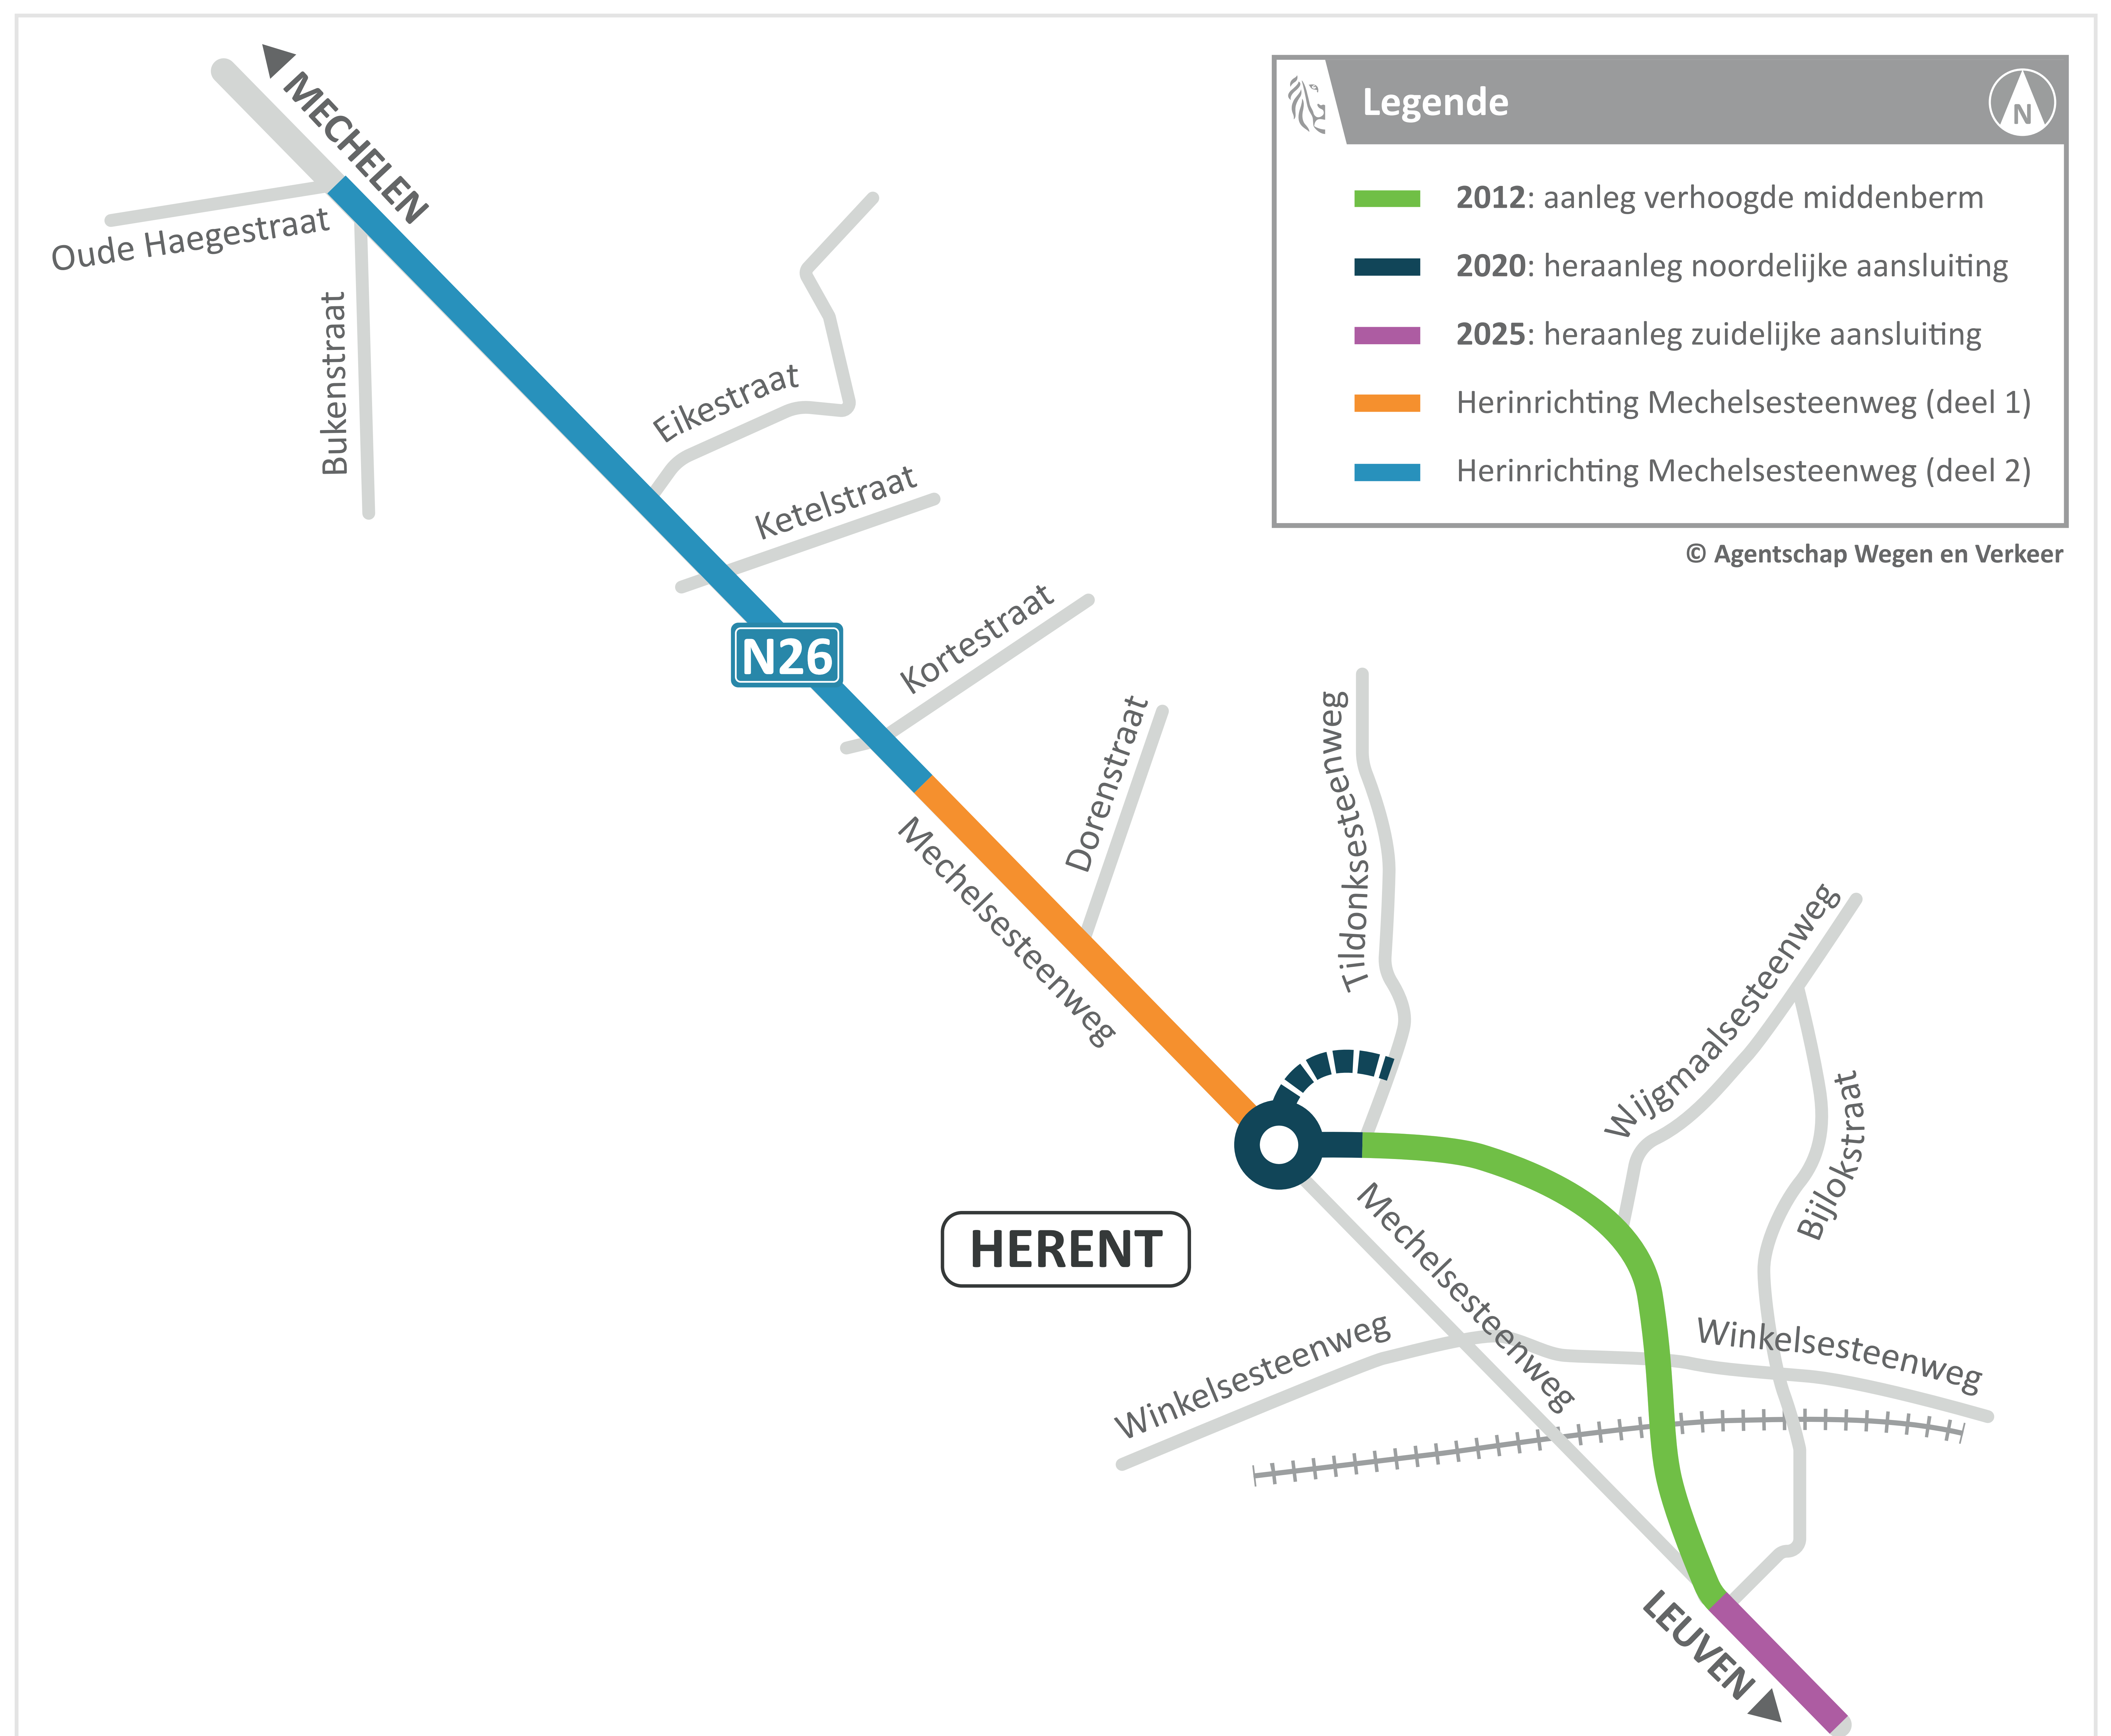 MECHELEN
Legende
N
2012: aanleg verhoogde middenberm
2020: heraanleg noordelijke aansluiting
2025: heraanleg zuidelijke aansluiting
Herinrichting Mechelsesteenweg (deel 1)
Herinrichting Mechelsesteenweg (deel 2)
© Agentschap Wegen en Verkeer
Oude Haegestraat
Bukenstraat
Eikestraat
Ketelstraat
N26
Kortestraat
Dorenstraat
Tildonksesteenweg
Mechelsesteenweg
Wijgmaalsesteenweg
Bijlokstraat
HERENT
Mechelsesteenweg
Winkelsesteenweg
Winkelsesteenweg
LEUVEN